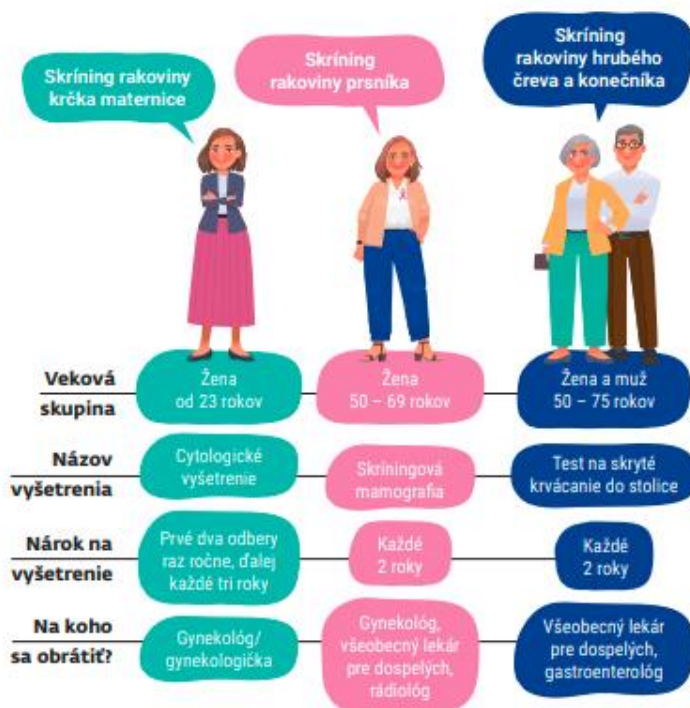 Skríning rakoviny
krčka maternice
Skríning
rakoviny prsníka
Skríning
rakoviny hrubého
čreva a konečníka
Veková
skupina
Žena
od 23 rokov
Žena
50 – 69 rokov
Žena a muž
50 – 75 rokov
Názov
vyšetrenia
Cytologické
vyšetrenie
Skríningová
mamografia
Test na skryté
krvácanie do stolice
Nárok na
vyšetrenie
Prvé dva odbery
raz ročne, ďalej
každé tri roky
Každé
2 roky
Každé
2 roky
Na koho
sa obrátiť?
Gynekológ/
gynekologička
Gynekológ,
všeobecný lekár
pre dospelých,
rádiológ
Všeobecný lekár
pre dospelých,
gastroenterológ